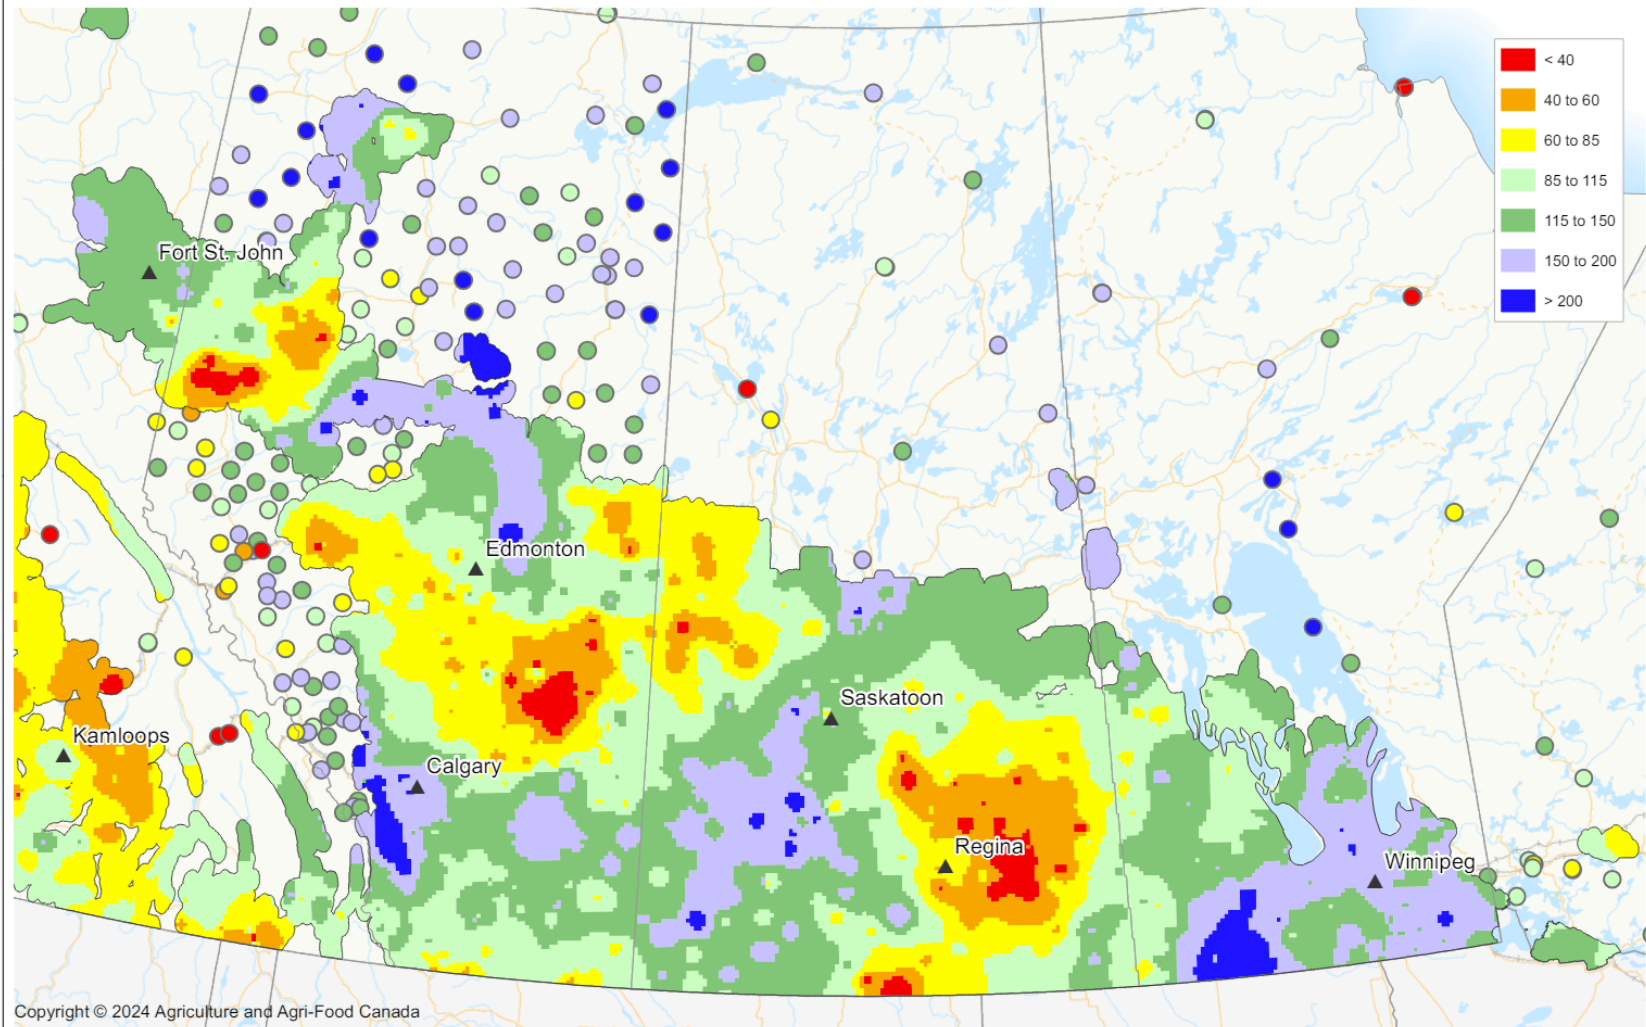 < 40
40 to 60
60 to 85
85 to 115
115 to 150
150 to 200
> 200
Fort St. John
Edmonton
Saskatoon
Kamloops
Calgary
Regina
Winnipeg
Copyright © 2024 Agriculture and Agri-Food Canada